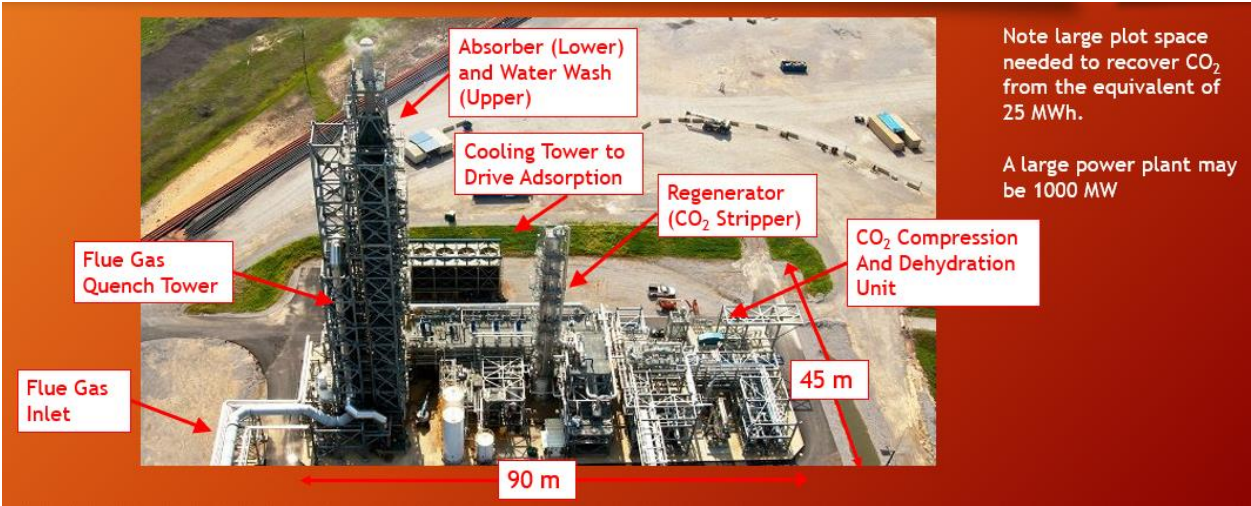 Absorber (Lower)
and Water Wash
(Upper)
Cooling Tower to
Drive Adsorption
Regenerator
(CO₂ Stripper)
CO₂ Compression
And Dehydration
Unit
Flue Gas
Quench Tower
Flue Gas
Inlet
45 m
90 m
Note large plot space
needed to recover CO₂
from the equivalent of
25 MWh.
A large power plant may
be 1000 MW